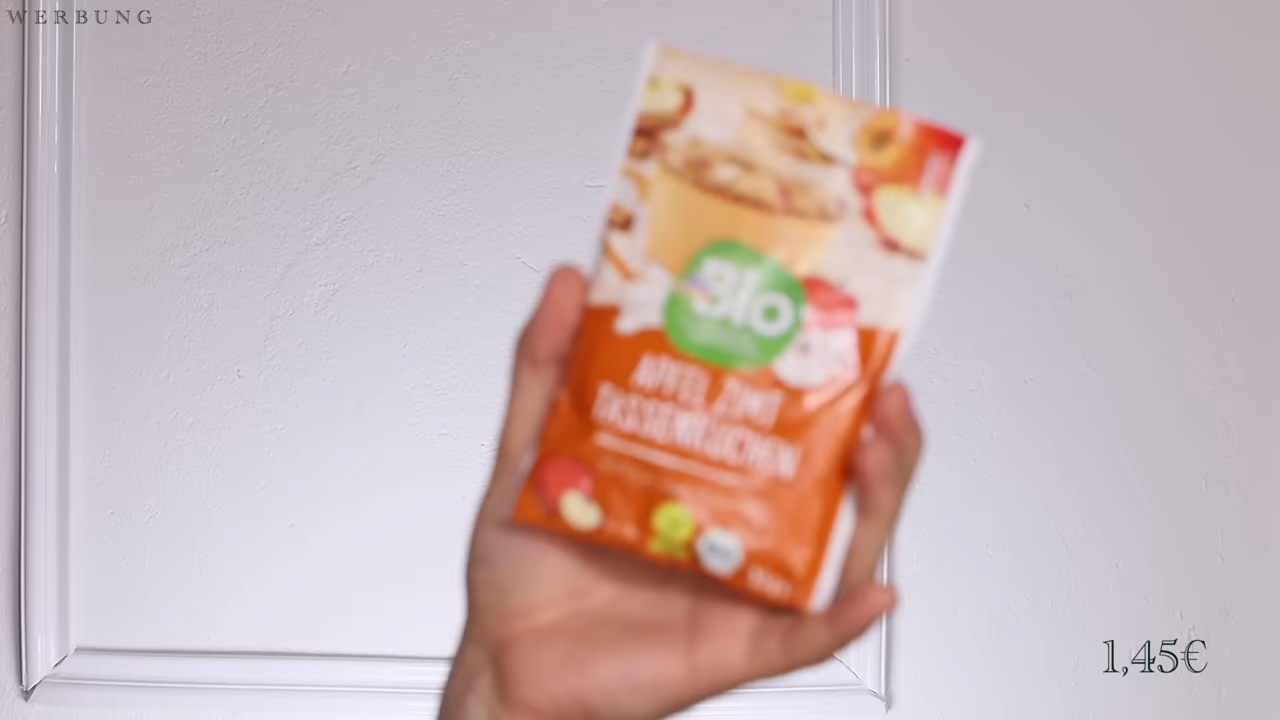 WERBUNG
Bio
APFEL ZIMT
TASSENKUCHEN
1,45€